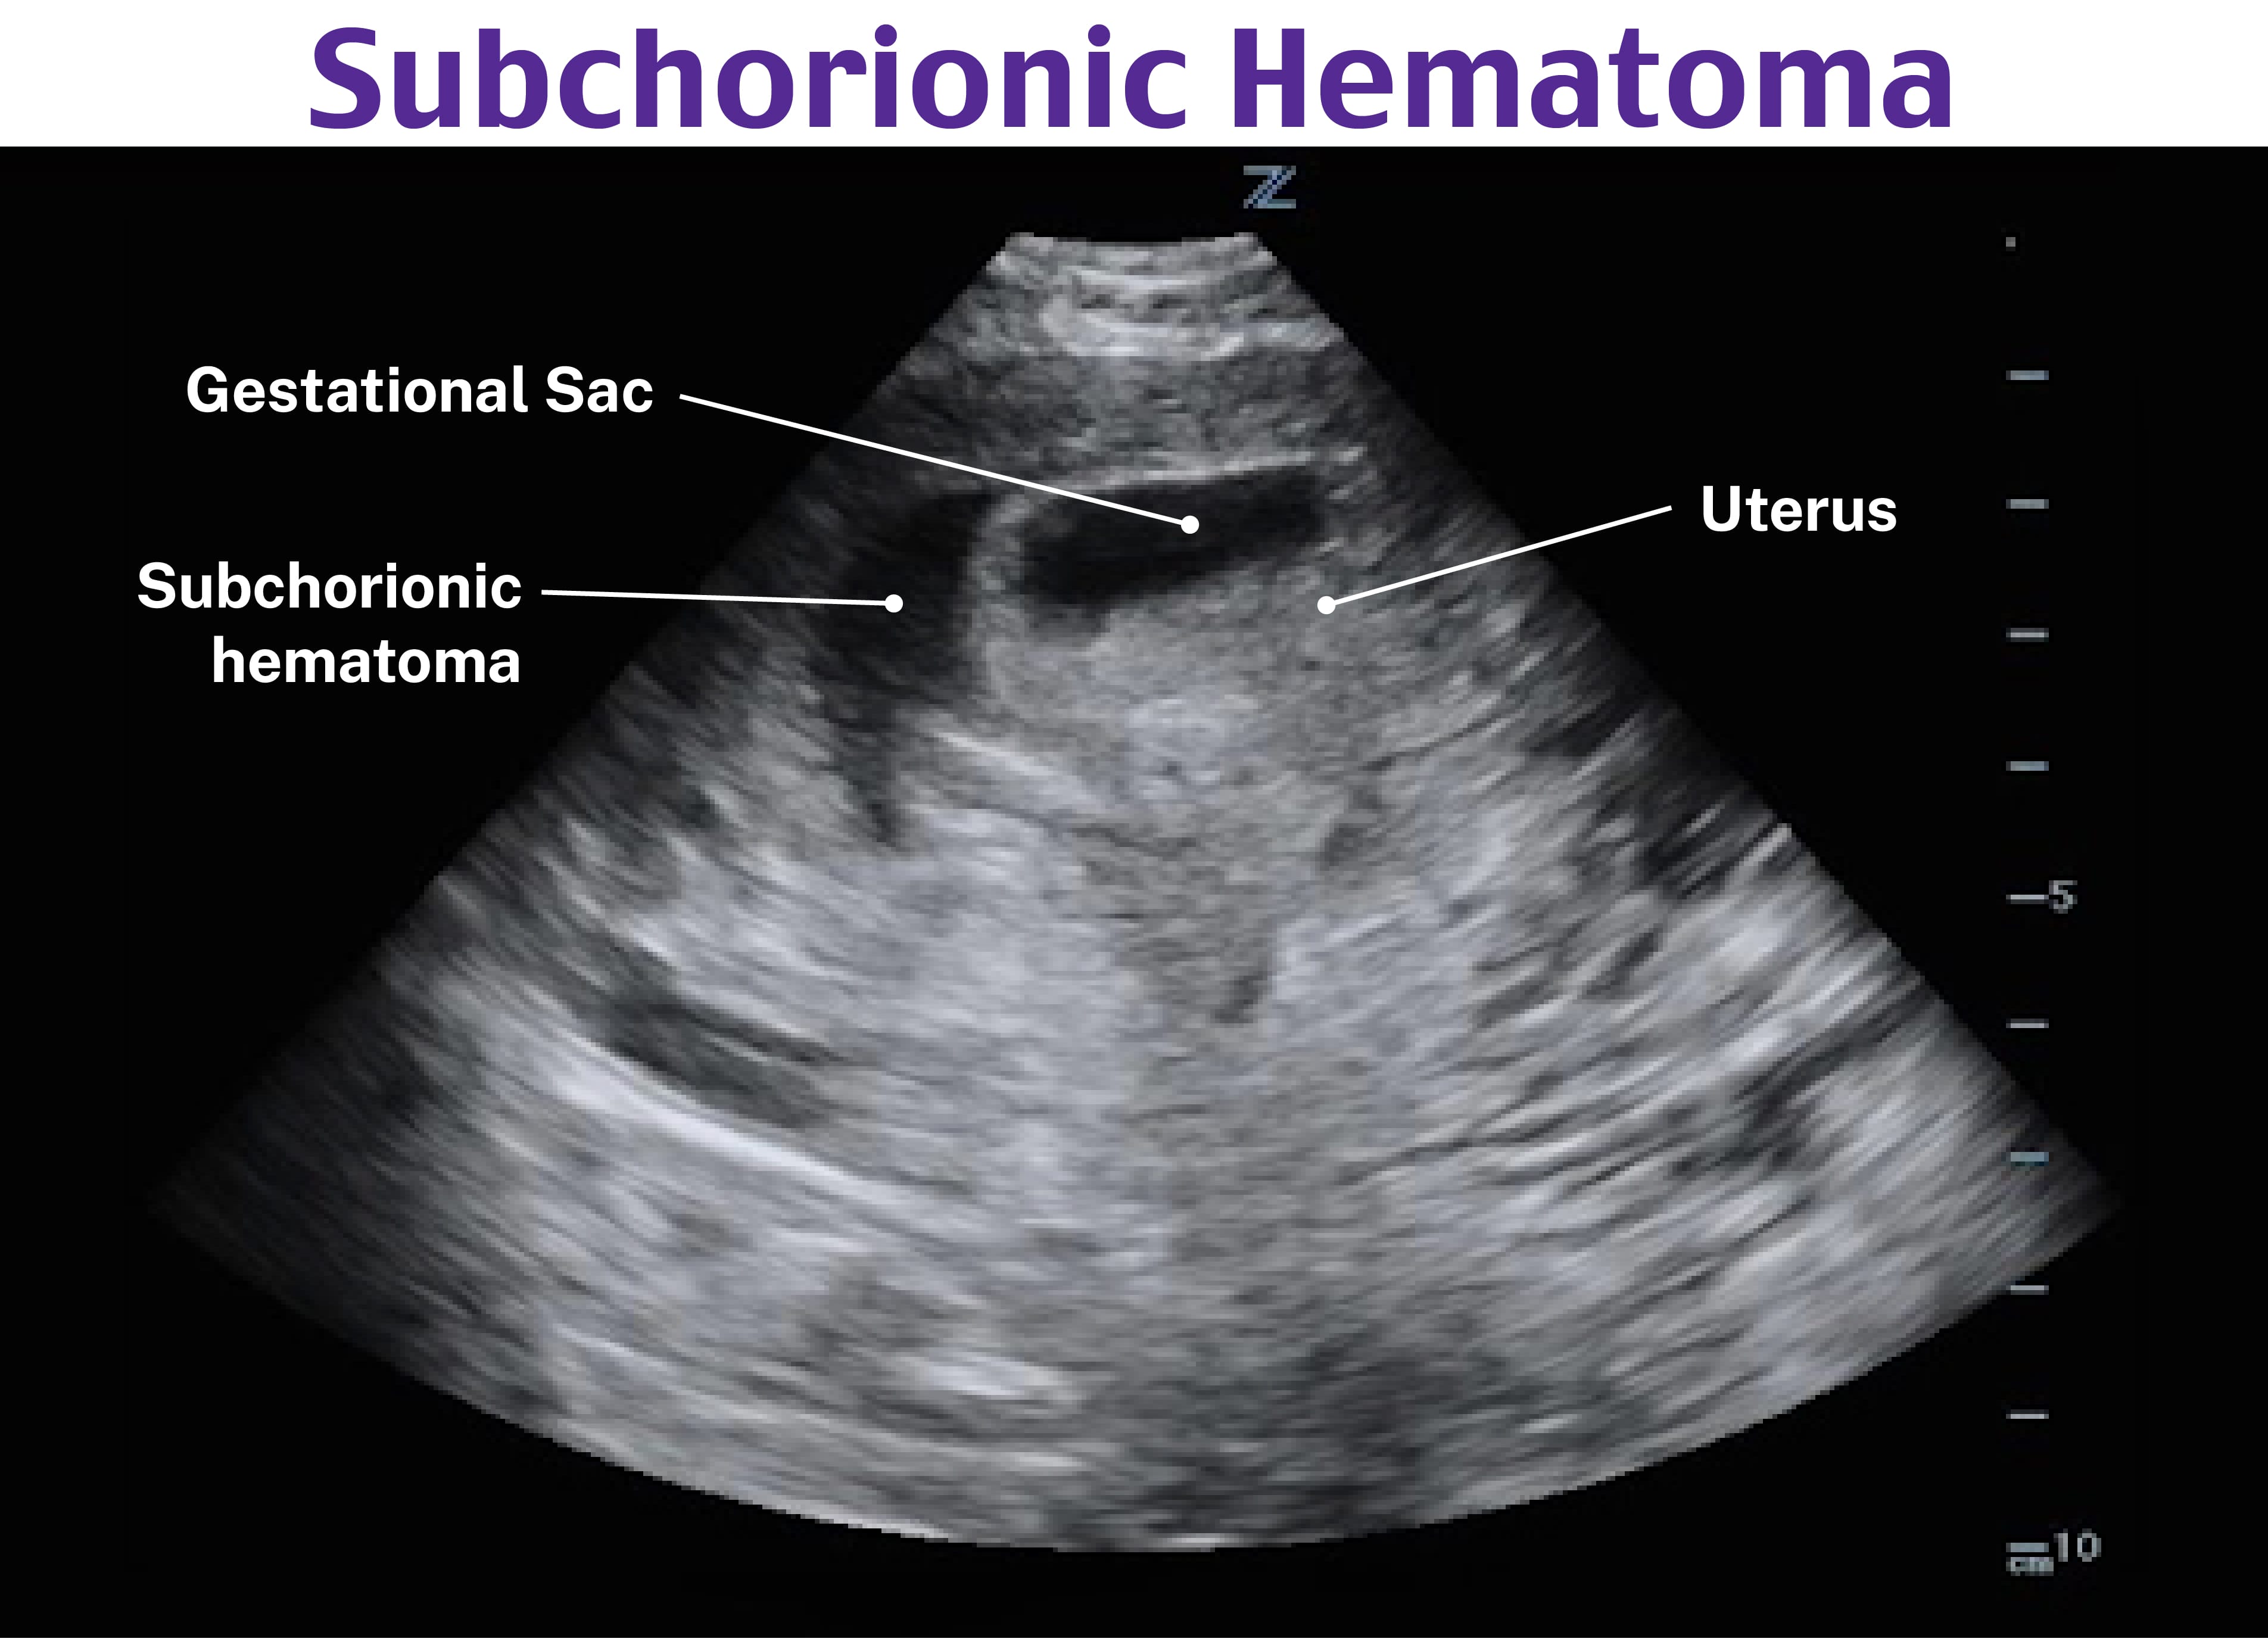 Subchorionic Hematoma
Z
Gestational Sac
Uterus
Subchorionic
hematoma
5
10
cm